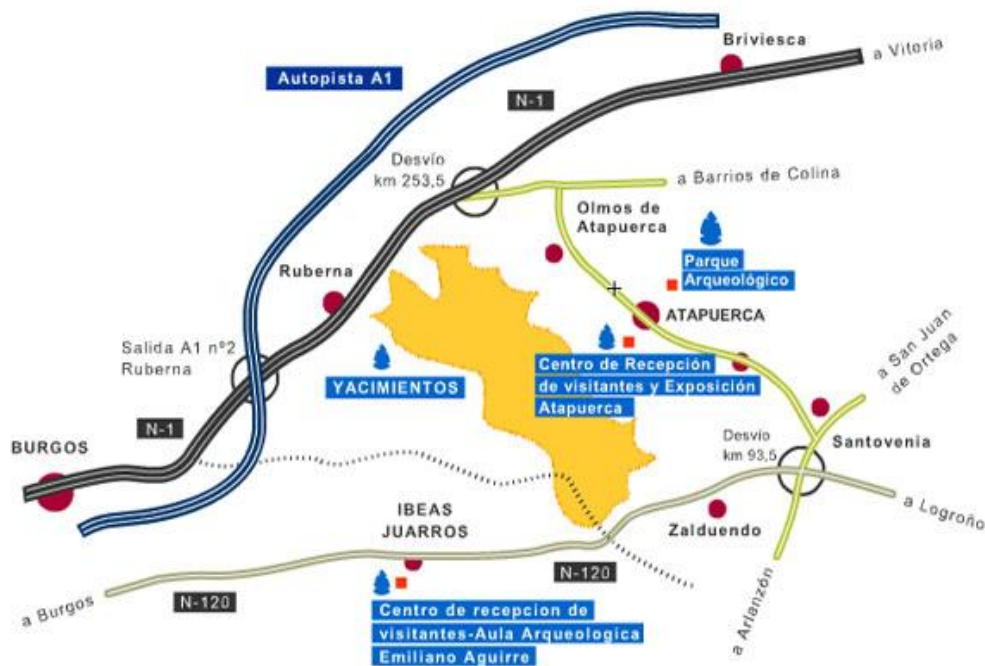 Briviesca
a Vitoria
Autopista A1
N-1
Desvío
km 253,5
a Barrios de Colina
Olmos de
Atapuerca
Parque
Arqueológico
Ruberna
ATAPUERCA
Salida A1 nº2
Ruberna
YACIMIENTOS
Centro de Recepción
de visitantes y Exposición
Atapuerca
a San Juan
de Ortega
N-1
BURGOS
Desvío
km 93,5
Santovenia
a Logroño
IBEAS
JUARROS
Zalduendo
N-120
a Burgos
N-120
a Arlanzón
Centro de recepcion de
visitantes-Aula Arqueologica
Emiliano Aguirre